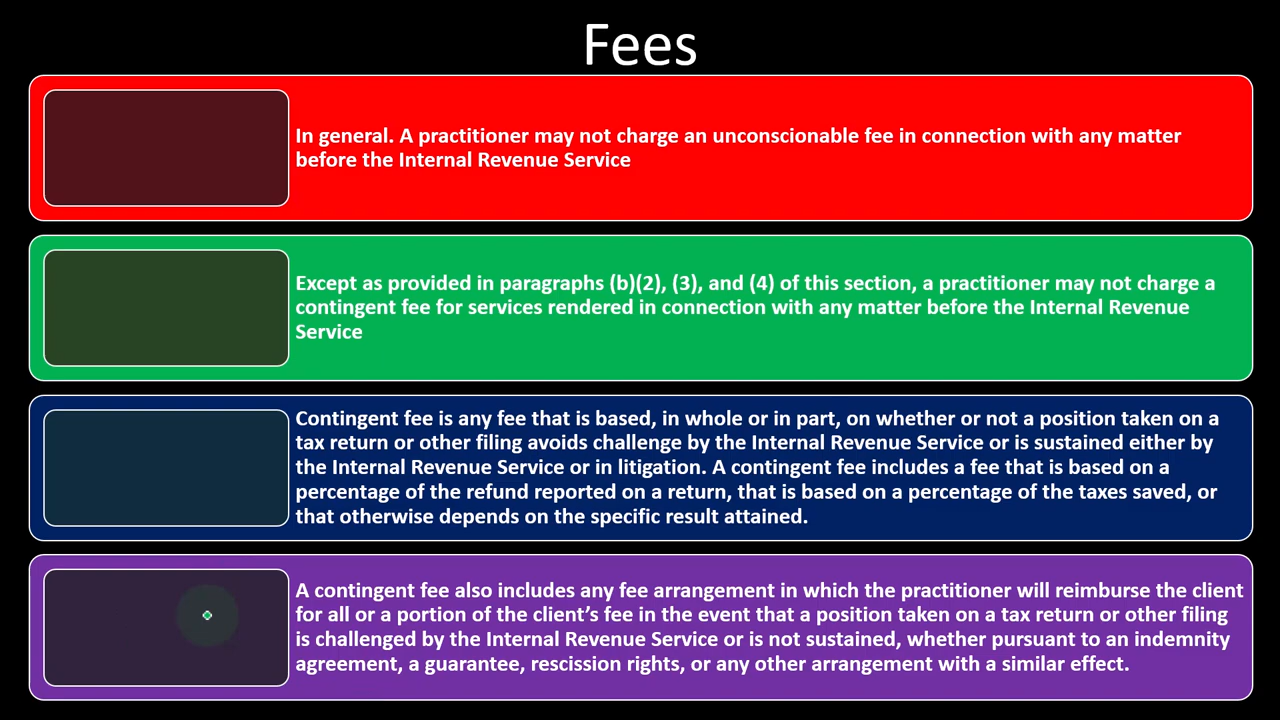 Fees
In general. A practitioner may not charge an unconscionable fee in connection with any matter
before the Internal Revenue Service
Except as provided in paragraphs (b)(2), (3), and (4) of this section, a practitioner may not charge a
contingent fee for services rendered in connection with any matter before the Internal Revenue
Service
Contingent fee is any fee that is based, in whole or in part, on whether or not a position taken on a
tax return or other filing avoids challenge by the Internal Revenue Service or is sustained either by
the Internal Revenue Service or in litigation. A contingent fee includes a fee that is based on a
percentage of the refund reported on a return, that is based on a percentage of the taxes saved, or
that otherwise depends on the specific result attained.
A contingent fee also includes any fee arrangement in which the practitioner will reimburse the client
for all or a portion of the client’s fee in the event that a position taken on a tax return or other filing
is challenged by the Internal Revenue Service or is not sustained, whether pursuant to an indemnity
agreement, a guarantee, rescission rights, or any other arrangement with a similar effect.